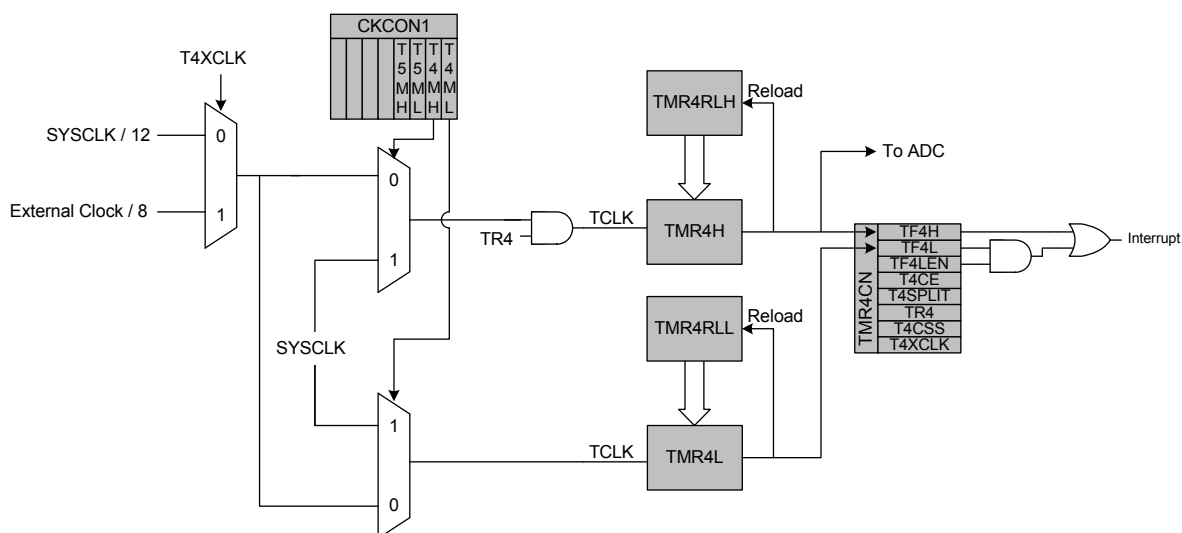 CKCON1
T5MH
T5ML
T4MH
T4ML
T4XCLK
0
1
SYSCLK / 12
External Clock / 8
0
1
TR4
TCLK
TMR4RLH
Reload
TMR4H
To ADC
TMR4CN
TF4H
TF4L
TF4LEN
T4CE
T4SPLIT
TR4
T4CSS
T4XCLK
Interrupt
SYSCLK
1
0
TCLK
TMR4RLL
Reload
TMR4L